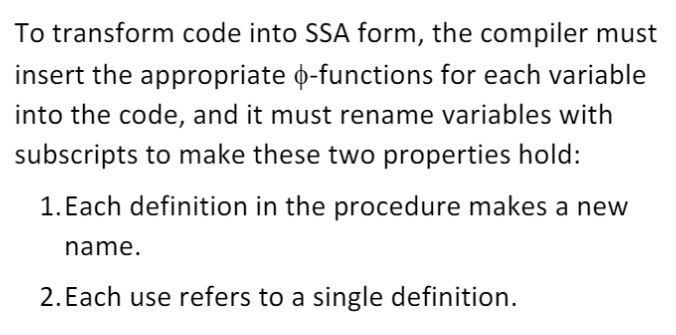 To transform code into SSA form, the compiler must
insert the appropriate ϕ-functions for each variable
into the code, and it must rename variables with
subscripts to make these two properties hold:
1.Each definition in the procedure makes a new
name.
2.Each use refers to a single definition.